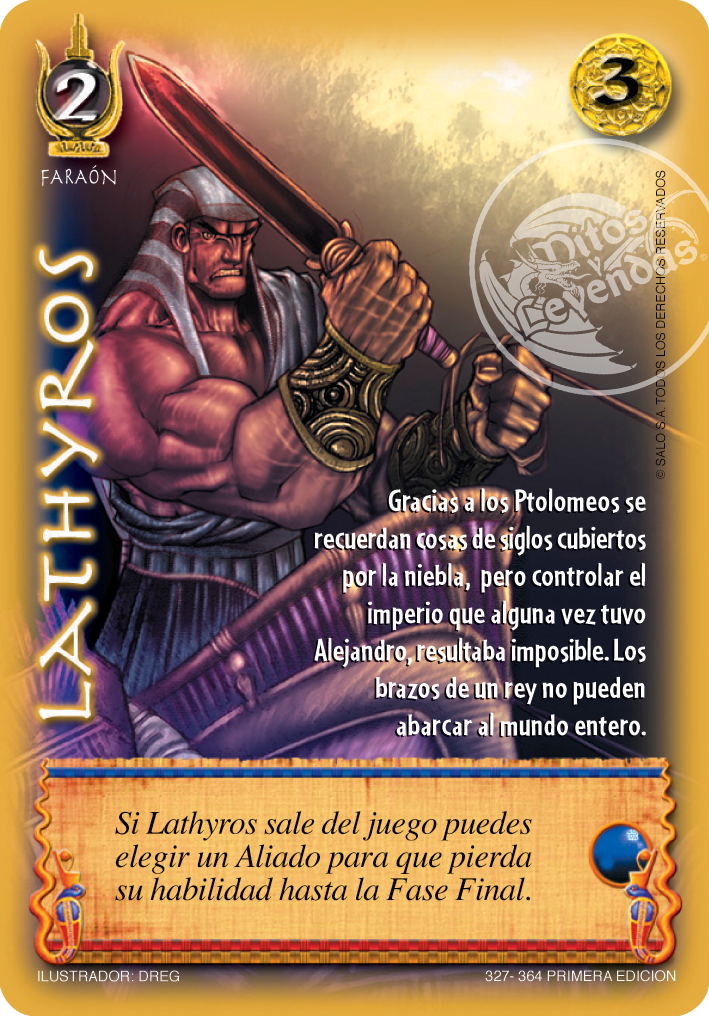 2
3
FARAÓN
LATHYROS
Mitos
y
Leyendas
© SALO S.A. TODOS LOS DERECHOS RESERVADOS
Gracias a los Ptolomeos se
recuerdan cosas de siglos cubiertos
por la niebla, pero controlar el
imperio que alguna vez tuvo
Alejandro, resultaba imposible. Los
brazos de un rey no pueden
abarcar al mundo entero.
Si Lathyros sale del juego puedes
elegir un Aliado para que pierda
su habilidad hasta la Fase Final.
ILUSTRADOR: DREG
327- 364 PRIMERA EDICION